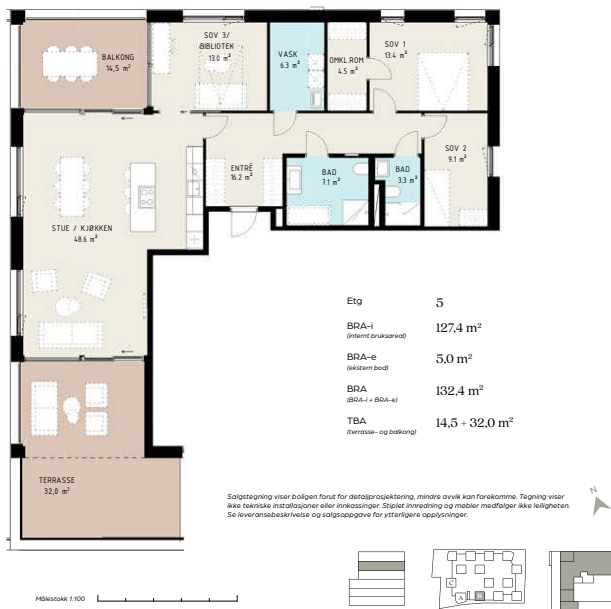 SOV 3/
BIBLIOTEK
13.0 m²
VASK
6.3 m²
OMKL.ROM
4.5 m²
SOV 1
13.4 m²
BALKONG
14,5 m²
SOV 2
9.1 m²
ENTRÉ
16.2 m²
BAD
7.1 m²
BAD
3.3 m²
STUE / KJØKKEN
48.6 m²
TERRASSE
32,0 m²
Etg 5
BRA-i 127,4 m²
(internt bruksareal)
BRA-e 5,0 m²
(ekstern bod)
BRA 132,4 m²
(BRA-i + BRA-e)
TBA 14,5 + 32,0 m²
(terrasse- og balkong)
Salgstegning viser boligen forut for detaljprosjektering, mindre avvik kan forekomme. Tegning viser
ikke tekniske installasjoner eller innkassinger. Stiplet innredning og møbler medfølger ikke leiligheten.
Se leveransebeskrivelse og salgsoppgave for ytterligere opplysninger.
N
C
A
Målestokk 1:100